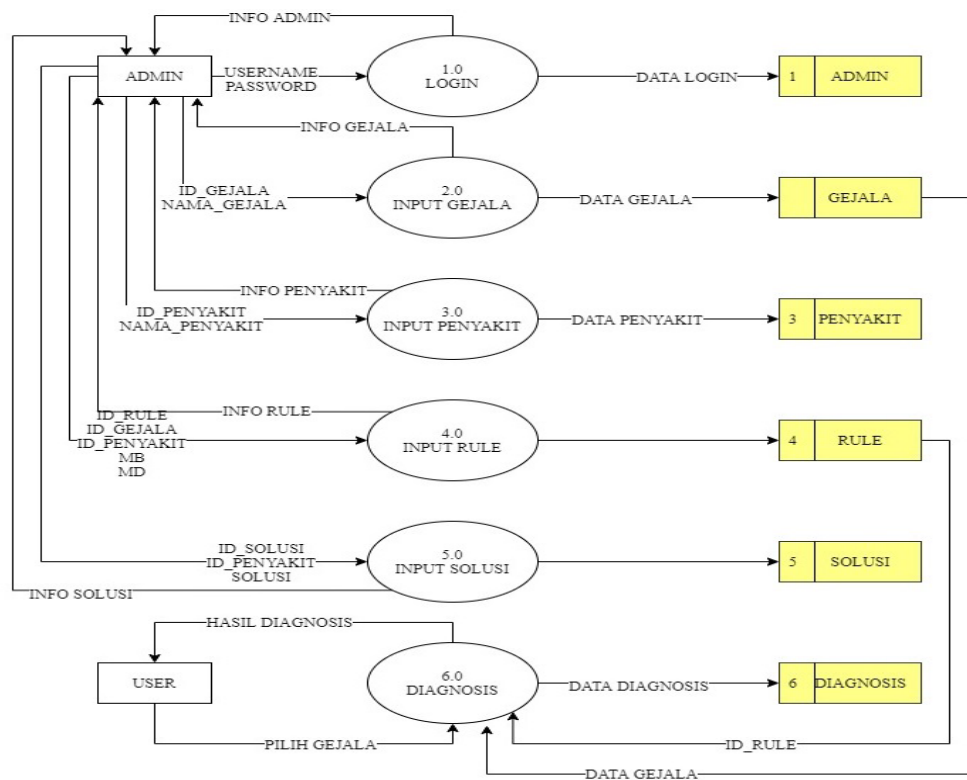 INFO ADMIN
ADMIN
USERNAME
PASSWORD
1.0
LOGIN
DATA LOGIN
1 ADMIN
INFO GEJALA
ID_GEJALA
NAMA_GEJALA
2.0
INPUT GEJALA
DATA GEJALA
GEJALA
INFO PENYAKIT
ID_PENYAKIT
NAMA_PENYAKIT
3.0
INPUT PENYAKIT
DATA PENYAKIT
3 PENYAKIT
INFO RULE
ID_RULE
ID_GEJALA
ID_PENYAKIT
MB
MD
4.0
INPUT RULE
4 RULE
ID_SOLUSI
ID_PENYAKIT
SOLUSI
5.0
INPUT SOLUSI
5 SOLUSI
INFO SOLUSI
HASIL DIAGNOSIS
USER
6.0
DIAGNOSIS
DATA DIAGNOSIS
6 DIAGNOSIS
PILIH GEJALA
ID_RULE
DATA GEJALA